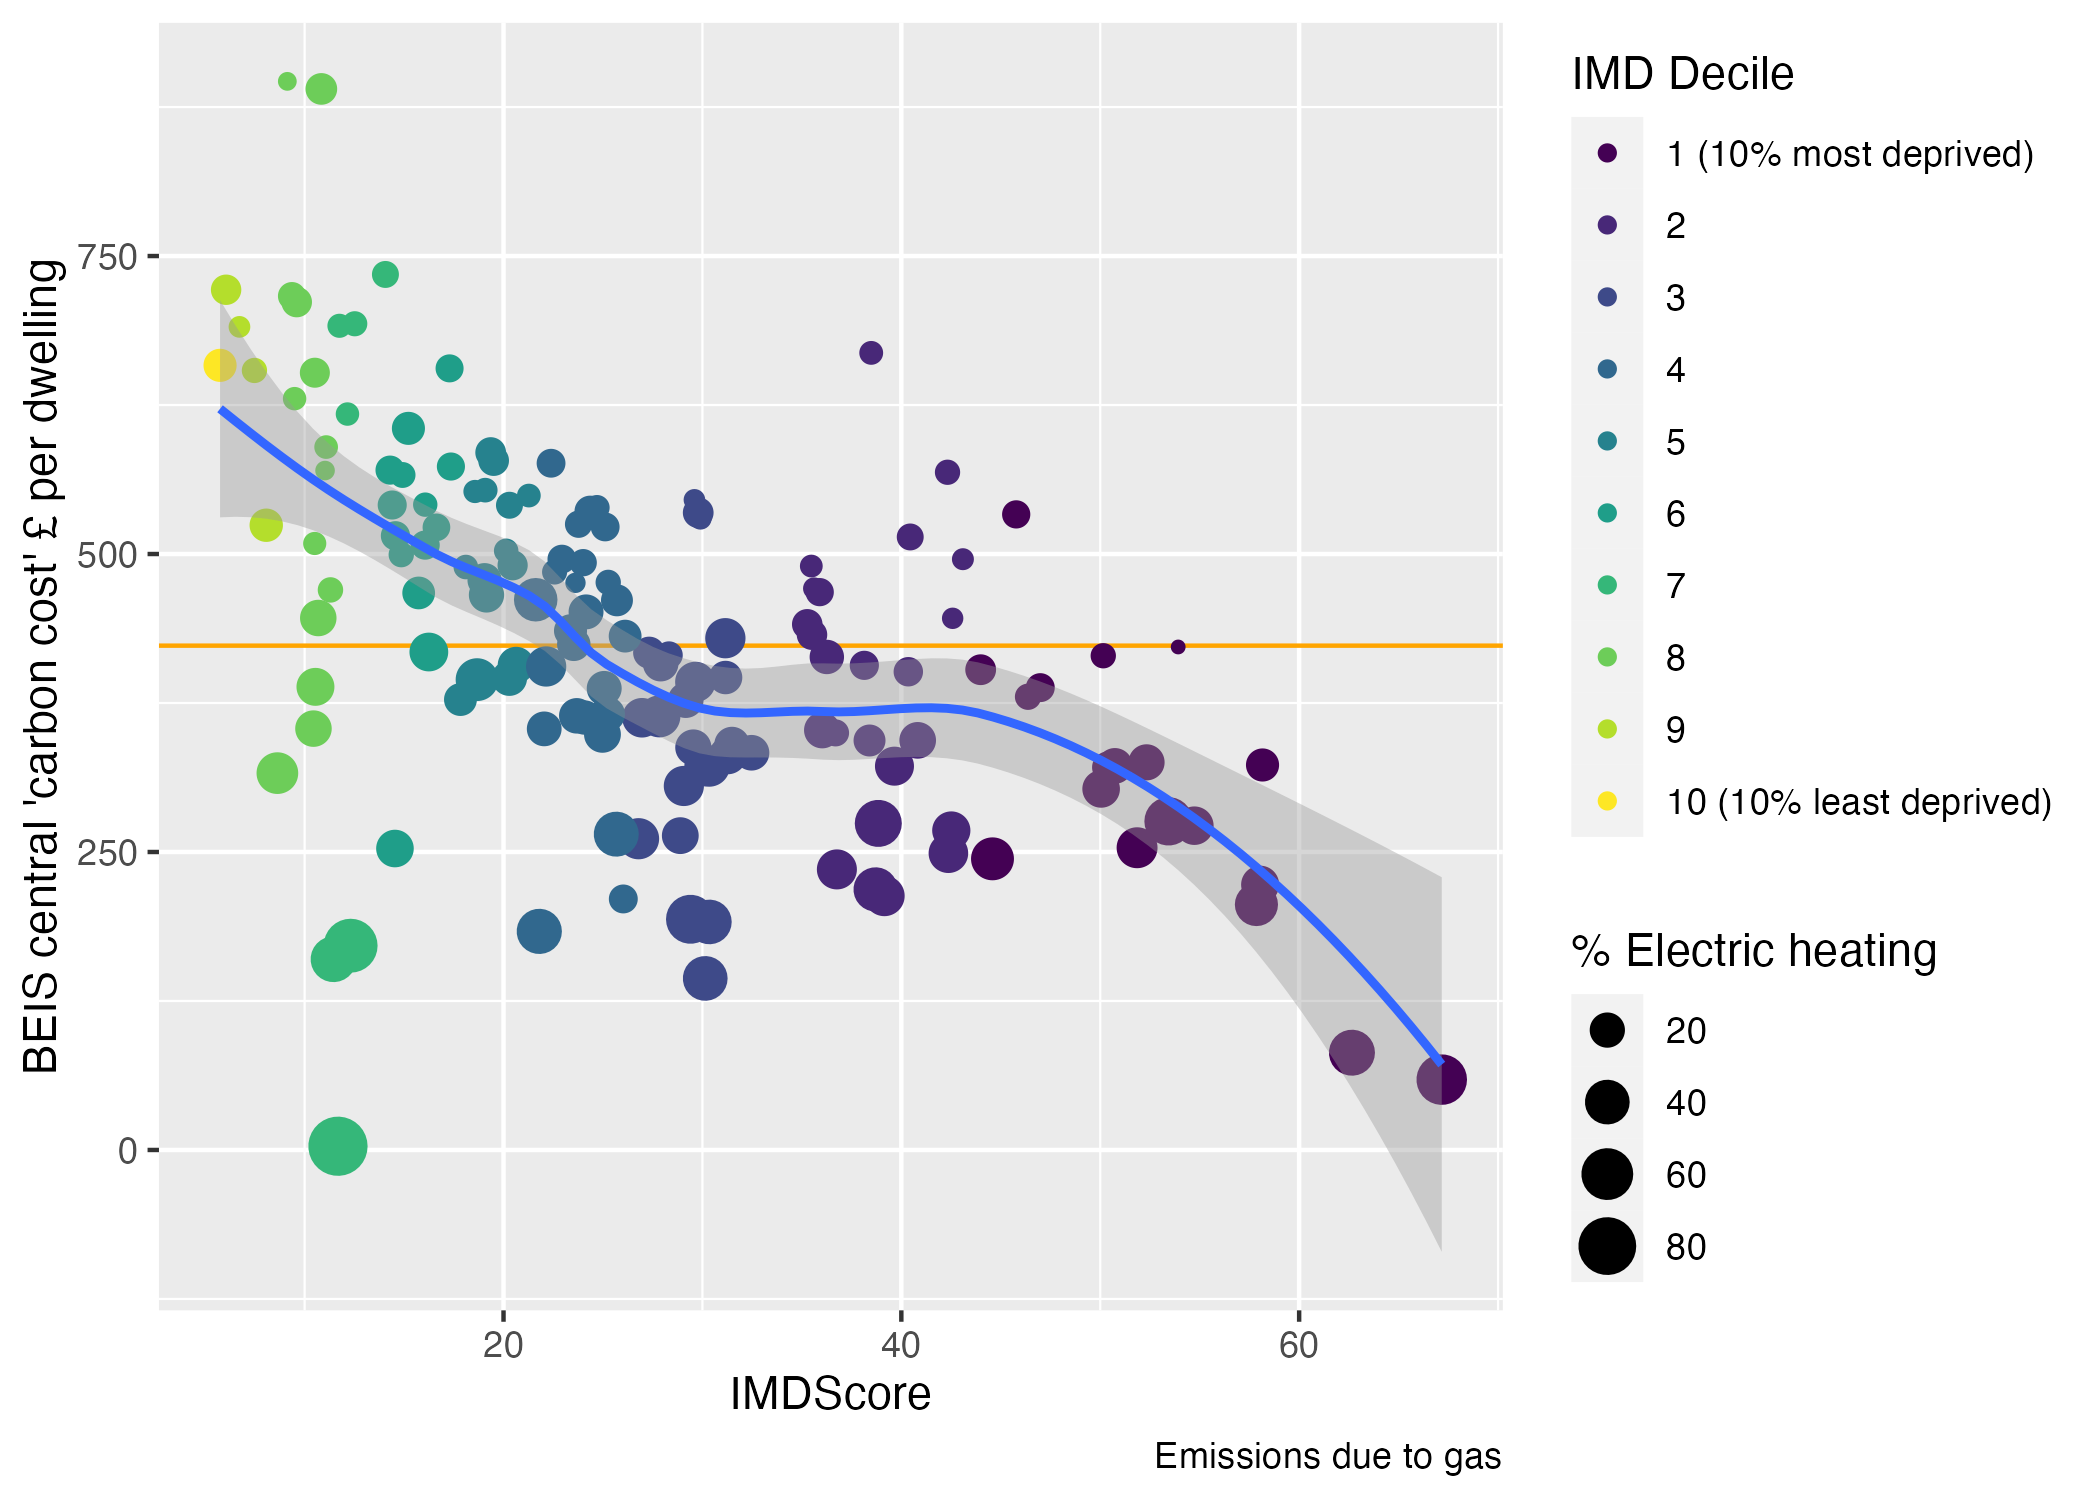 BEIS central 'carbon cost' £ per dwelling
750
500
250
0
20
40
60
IMDScore
Emissions due to gas
IMD Decile
1 (10% most deprived)
2
3
4
5
6
7
8
9
10 (10% least deprived)
% Electric heating
20
40
60
80